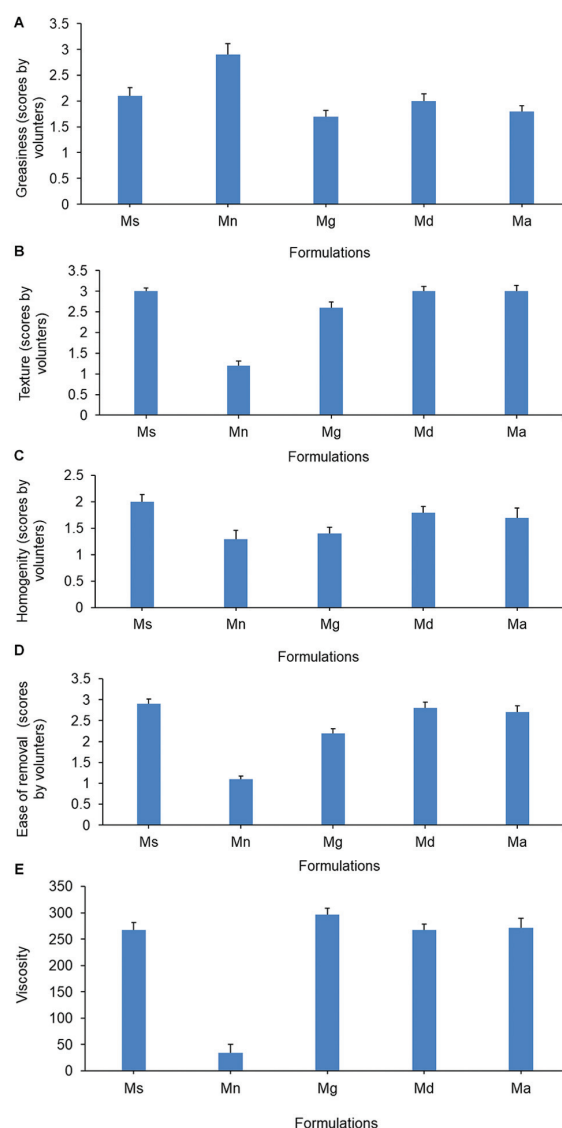 A
Greasiness (scores by
volunters)
3.5
3
2.5
2
1.5
1
0.5
0
Ms Mn Mg Md Ma
Formulations
B
Texture (scores by
volunters)
3.5
3
2.5
2
1.5
1
0.5
0
Ms Mn Mg Md Ma
Formulations
C
Homogenity (scores by
volunters)
2.5
2
1.5
1
0.5
0
Ms Mn Mg Md Ma
Formulations
D
Ease of removal (scores
by volunters)
3.5
3
2.5
2
1.5
1
0.5
0
Ms Mn Mg Md Ma
Formulations
E
Viscosity
350
300
250
200
150
100
50
0
Ms Mn Mg Md Ma
Formulations